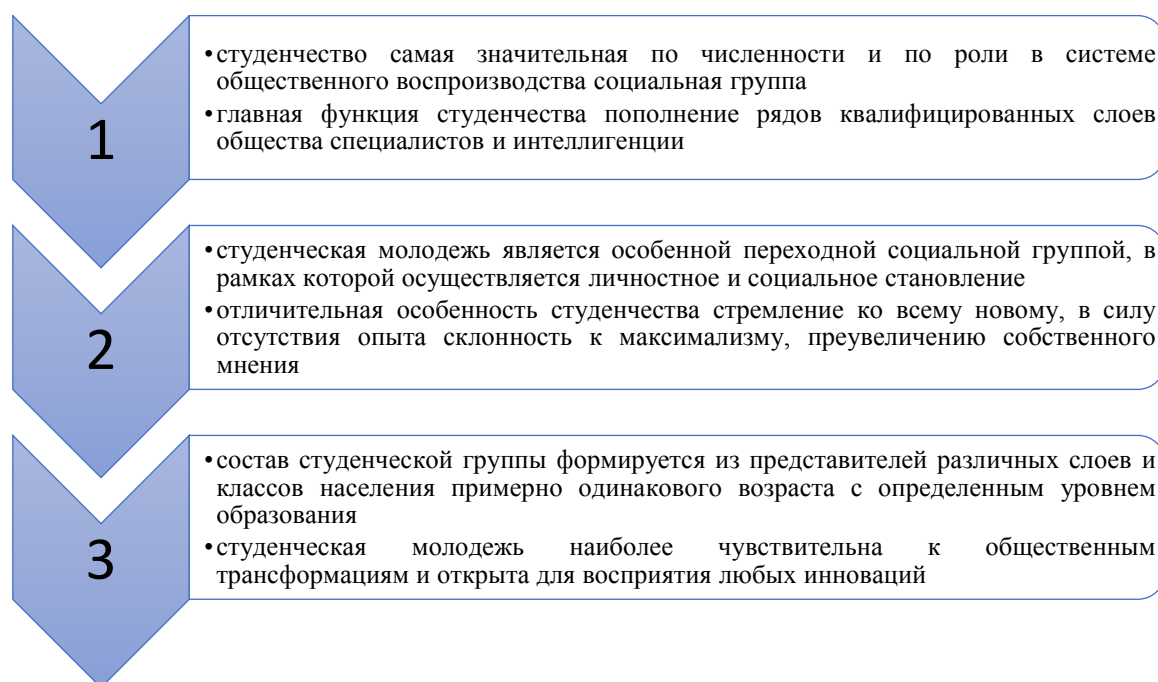 1
•студенчество самая значительная по численности и по роли в системе
общественного воспроизводства социальная группа
•главная функция студенчества пополнение рядов квалифицированных слоев
общества специалистов и интеллигенции
2
•студенческая молодежь является особенной переходной социальной группой, в
рамках которой осуществляется личностное и социальное становление
•отличительная особенность студенчества стремление ко всему новому, в силу
отсутствия опыта склонность к максимализму, преувеличению собственного
мнения
3
•состав студенческой группы формируется из представителей различных слоев и
классов населения примерно одинакового возраста с определенным уровнем
образования
•студенческая молодежь наиболее чувствительна к общественным
трансформациям и открыта для восприятия любых инноваций